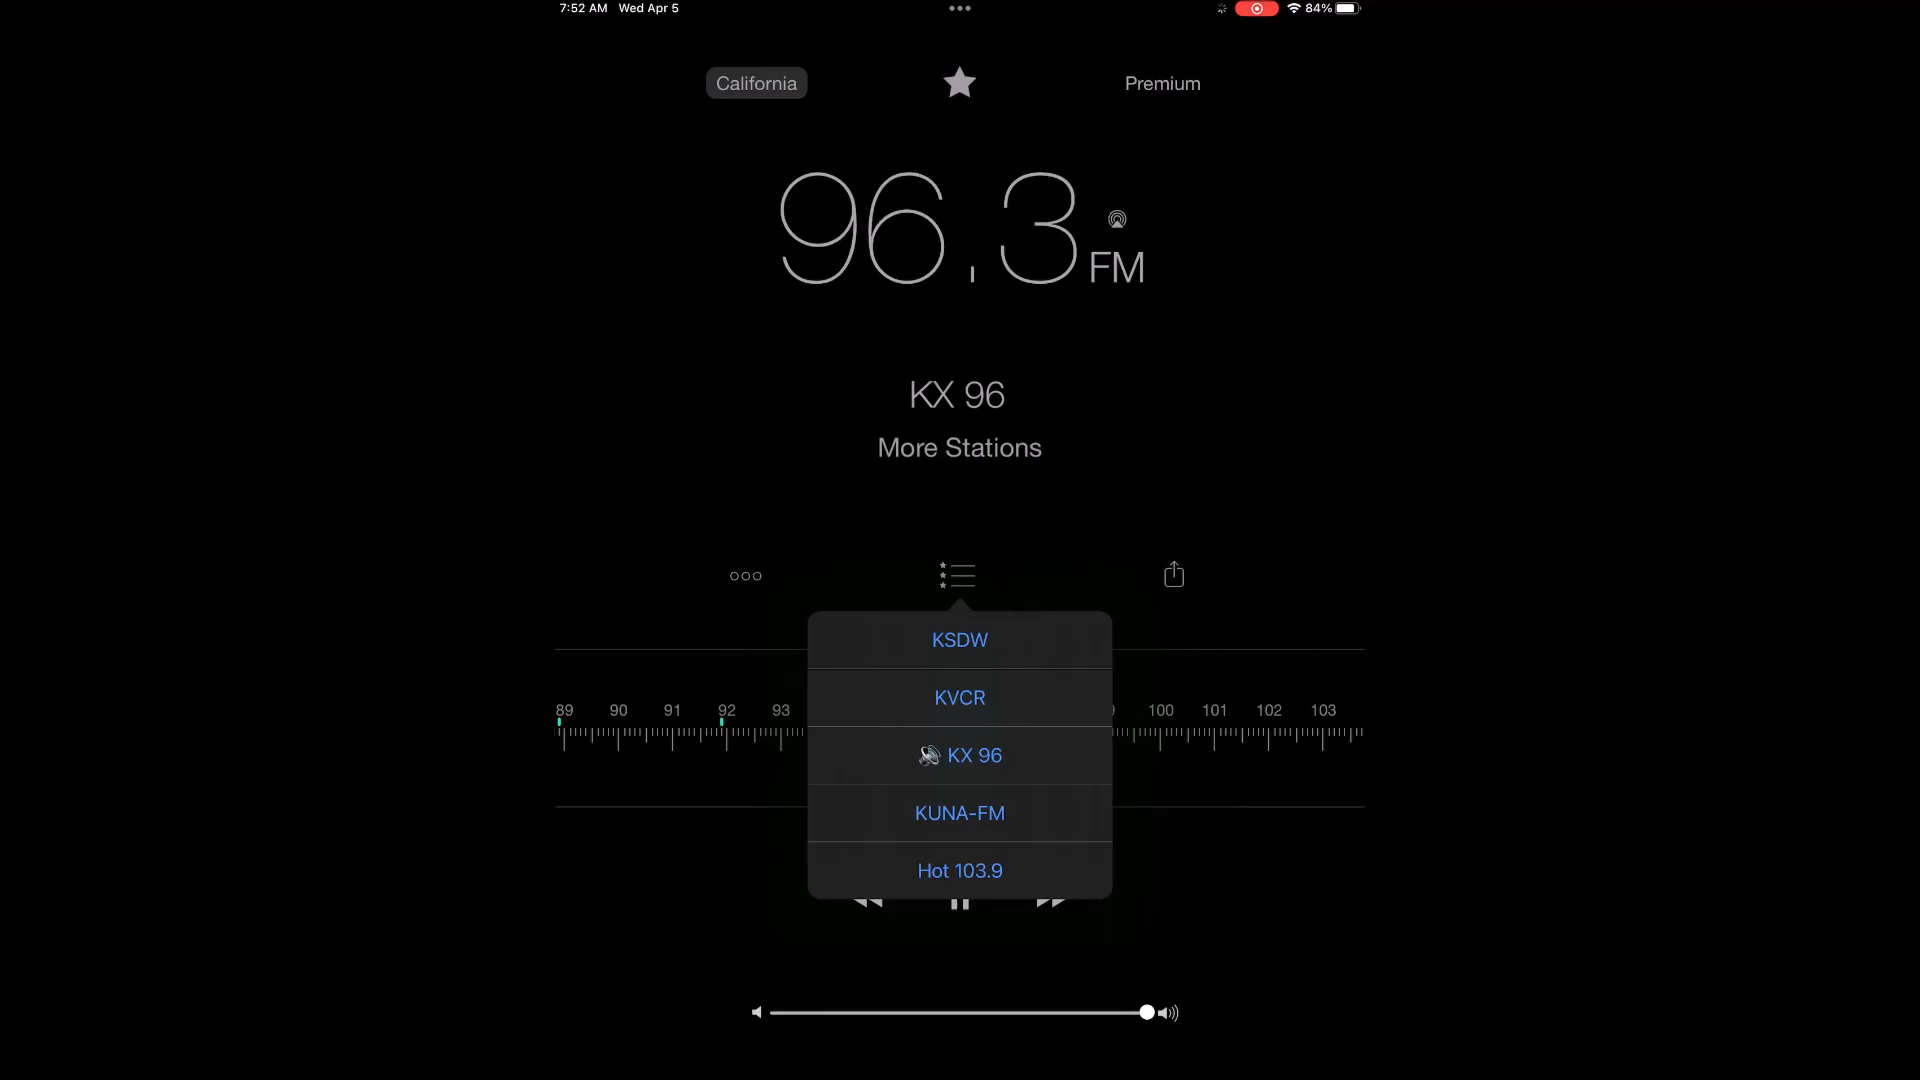 7:52 AM Wed Apr 5
84%
California
Premium
96.3 FM
KX 96
More Stations
KSDW
KVCR
89 90 91 92 93 100 101 102 103
KX 96
KUNA-FM
Hot 103.9